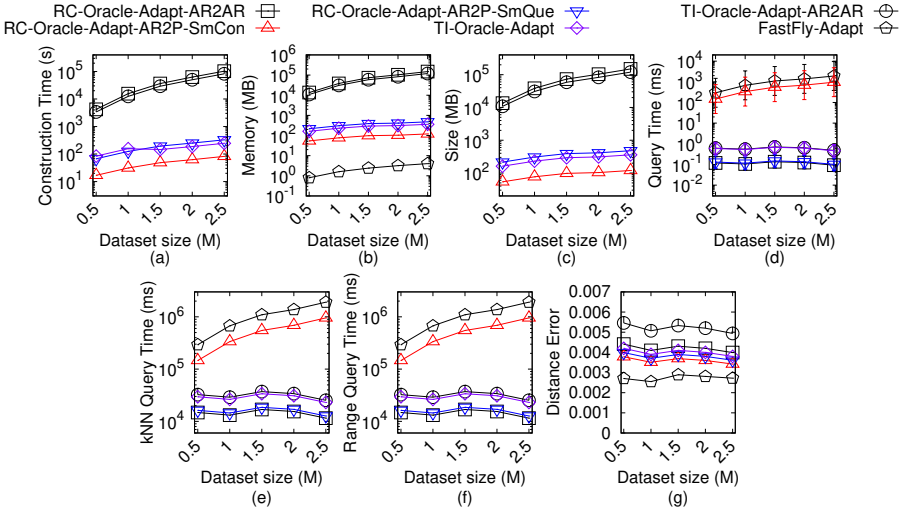 RC-Oracle-Adapt-AR2AR
RC-Oracle-Adapt-AR2P-SmCon
RC-Oracle-Adapt-AR2P-SmQue
TI-Oracle-Adapt
TI-Oracle-Adapt-AR2AR
FastFly-Adapt
Construction Time (s)
10^5
10^4
10^3
10^2
10^1
0.5 1 1.5 2 2.5
Dataset size (M)
(a)
Memory (MB)
10^6
10^5
10^4
10^3
10^2
10^1
10^0
10^-1
0.5 1 1.5 2 2.5
Dataset size (M)
(b)
Size (MB)
10^5
10^4
10^3
10^2
0.5 1 1.5 2 2.5
Dataset size (M)
(c)
Query Time (ms)
10^4
10^3
10^2
10^1
10^0
10^-1
10^-2
0.5 1 1.5 2 2.5
Dataset size (M)
(d)
kNN Query Time (ms)
10^6
10^5
10^4
0.5 1 1.5 2 2.5
Dataset size (M)
(e)
Range Query Time (ms)
10^6
10^5
10^4
0.5 1 1.5 2 2.5
Dataset size (M)
(f)
Distance Error
0.007
0.006
0.005
0.004
0.003
0.002
0.001
0
0.5 1 1.5 2 2.5
Dataset size (M)
(g)